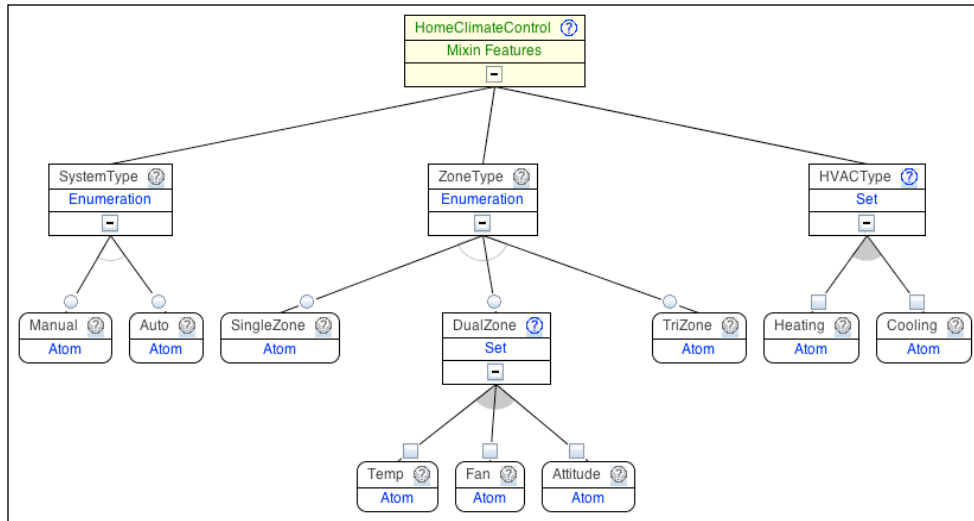 HomeClimateControl ?
Mixin Features
−
SystemType ?
Enumeration
−
ZoneType ?
Enumeration
−
HVACType ?
Set
−
Manual ?
Atom
Auto ?
Atom
SingleZone ?
Atom
DualZone ?
Set
−
TriZone ?
Atom
Heating ?
Atom
Cooling ?
Atom
Temp ?
Atom
Fan ?
Atom
Attitude ?
Atom